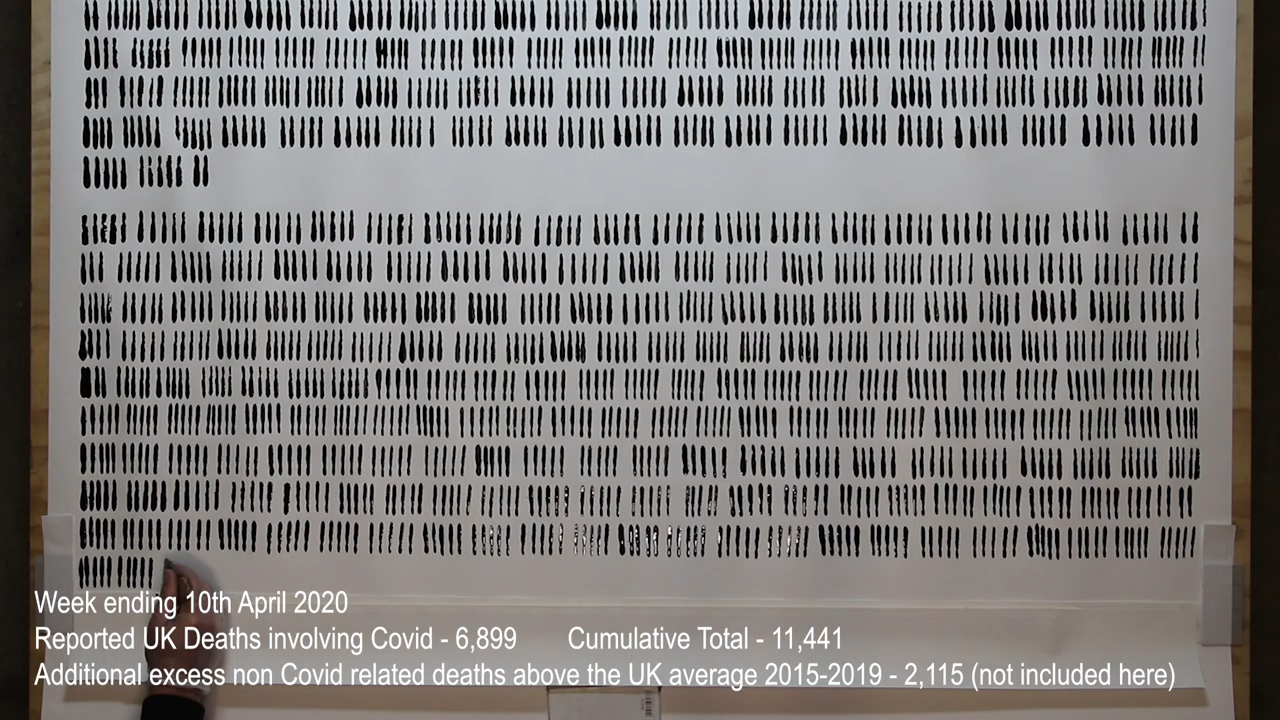 Week ending 10th April 2020
Reported UK Deaths involving Covid - 6,899 Cumulative Total - 11,441
Additional excess non Covid related deaths above the UK average 2015-2019 - 2,115 (not included here)